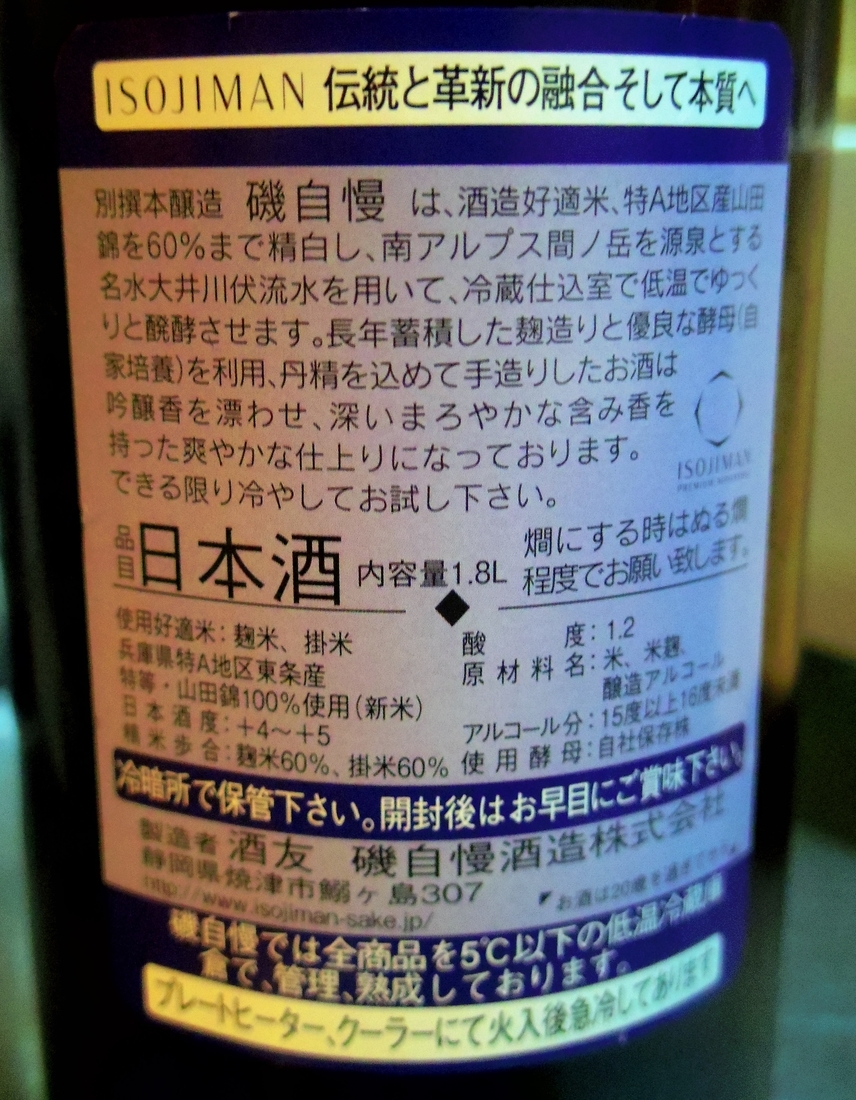 ISOJIMAN 伝統と革新の融合そして本質へ
別撰本醸造 磯自慢 は、酒造好適米、特A地区産山田
錦を60%まで精白し、南アルプス間ノ岳を源泉とする
名水大井川伏流水を用いて、冷蔵仕込室で低温でゆっく
りと醗酵させます。長年蓄積した麹造りと優良な酵母(自
家培養)を利用、丹精を込めて手造りしたお酒は
吟醸香を漂わせ、深いまろやかな含み香を
持った爽やかな仕上りになっております。
できる限り冷やしてお試し下さい。
ISOJIMAN
品目 日本酒 内容量1.8L
燗にする時はぬる燗
程度でお願い致します。
使用好適米：麹米、掛米
兵庫県特A地区東条産
特等・山田錦100%使用(新米)
日本酒度：+4～+5
精米歩合：麹米60%、掛米60%
酸度：1.2
原材料名：米、米麹、
醸造アルコール
アルコール分：15度以上16度未満
使用酵母：自社保存株
冷暗所で保管下さい。開封後はお早目にご賞味下さい。
製造者 酒友 磯自慢酒造株式会社
静岡県焼津市鰯ヶ島307
http://www.isojiman-sake.jp/
お酒は20歳を過ぎてから。
磯自慢では全商品を5℃以下の低温冷蔵倉
倉で、管理、熟成しております。
プレートヒーター、クーラーにて火入後急冷しております